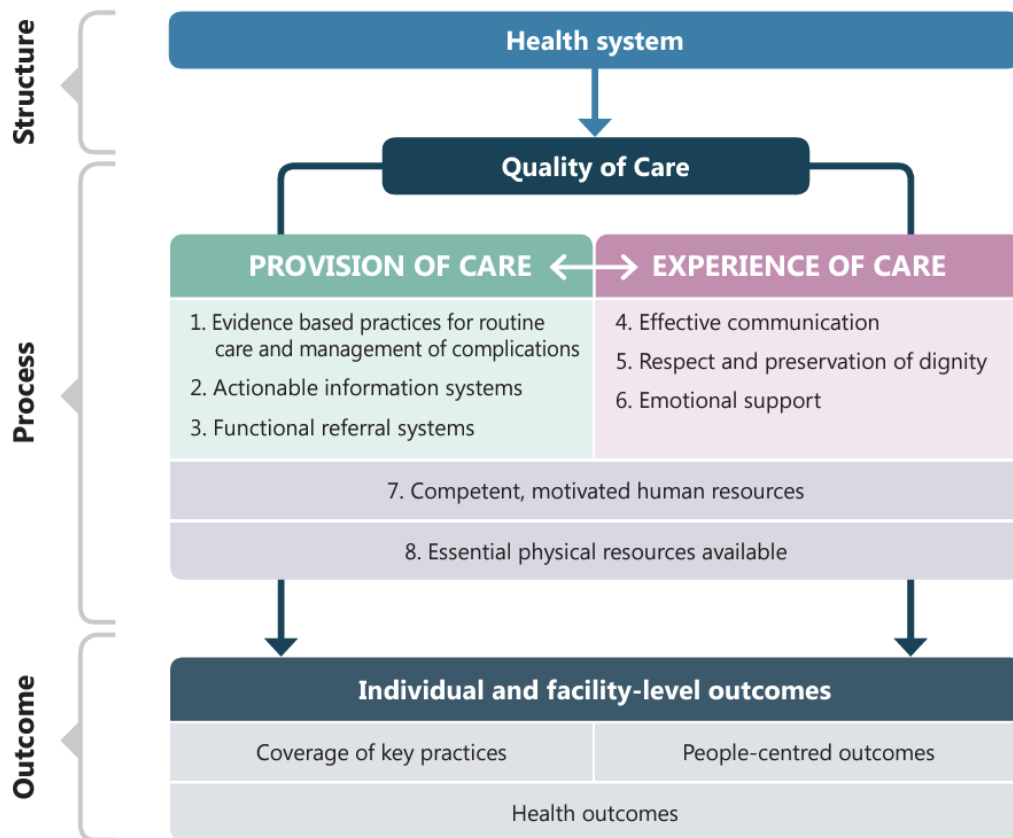 Structure
Health system
Quality of Care
Process
PROVISION OF CARE
EXPERIENCE OF CARE
1. Evidence based practices for routine
care and management of complications
2. Actionable information systems
3. Functional referral systems
4. Effective communication
5. Respect and preservation of dignity
6. Emotional support
7. Competent, motivated human resources
8. Essential physical resources available
Outcome
Individual and facility-level outcomes
Coverage of key practices
People-centred outcomes
Health outcomes